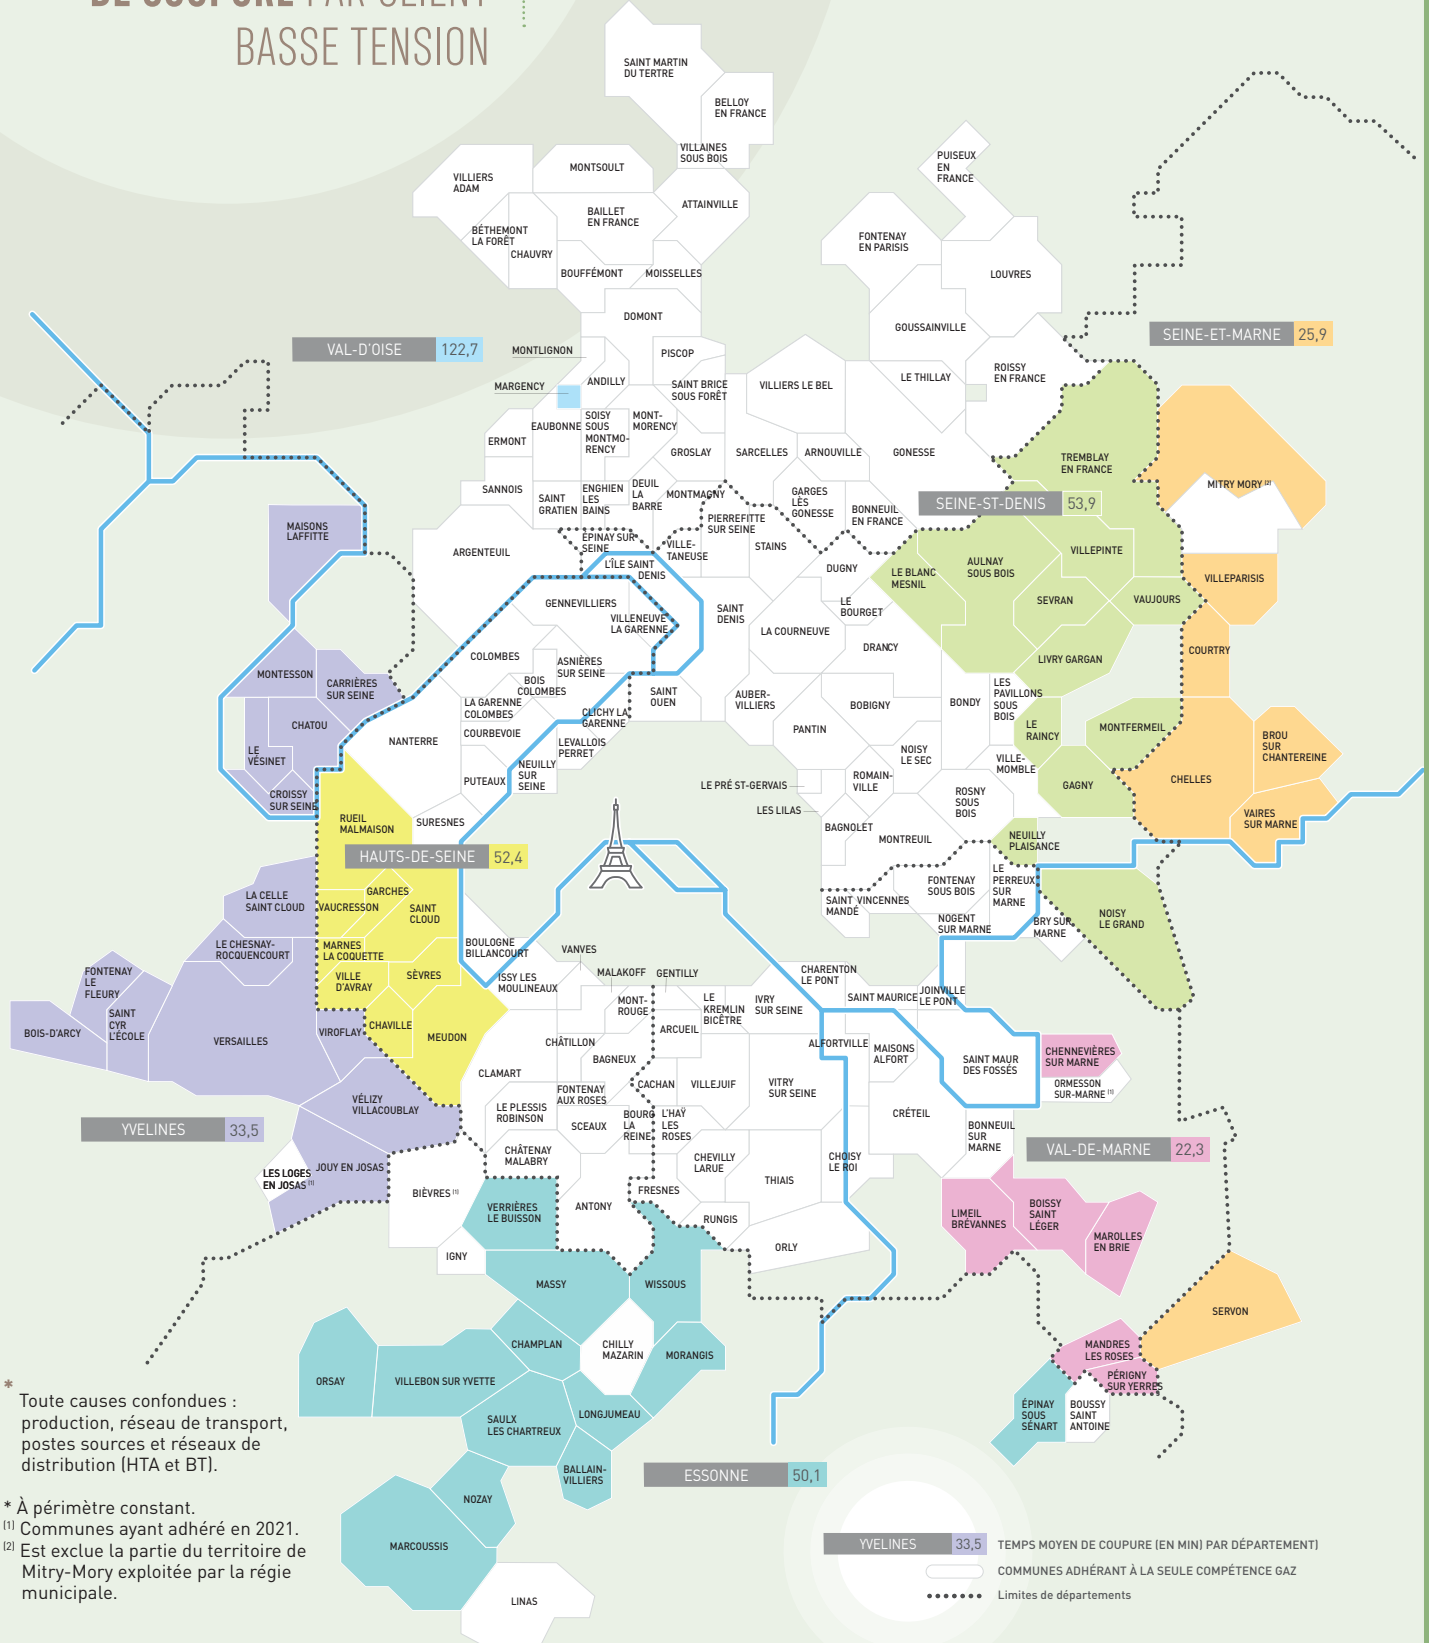 BASSE TENSION
SAINT MARTIN
DU TERTRE
BELLOY
EN FRANCE
VILLAINES
SOUS BOIS
PUISEUX
EN
FRANCE
MONTSOULT
VILLIERS
ADAM
ATTAINVILLE
BAILLET
EN FRANCE
BÉTHEMONT
LA FORÊT
CHAUVRY
FONTENAY
EN PARISIS
BOUFFÉMONT
MOISSELLES
LOUVRES
DOMONT
GOUSSAINVILLE
SEINE-ET-MARNE 25,9
VAL-D'OISE 122,7
MONTLIGNON
PISCOP
ROISSY
EN FRANCE
LE THILLAY
MARGENCY
ANDILLY
SAINT BRICE
SOUS FORÊT
VILLIERS LE BEL
EAUBONNE
SOISY
SOUS
MONTMO-
RENCY
MONT-
MORENCY
ERMONT
GROSLAY
SARCELLES
ARNOUVILLE
GONESSE
TREMBLAY
EN FRANCE
MITRY MORY (2)
SANNOIS
SAINT
GRATIEN
ENGHIEN
LES
BAINS
DEUIL
LA
BARRE
MONTMAGNY
GARGES
LÈS
GONESSE
BONNEUIL
EN FRANCE
SEINE-ST-DENIS 53,9
MAISONS
LAFFITTE
ARGENTEUIL
ÉPINAY SUR
SEINE
VILLE-
TANEUSE
PIERREFITTE
SUR SEINE
STAINS
DUGNY
LE BLANC
MESNIL
AULNAY
SOUS BOIS
VILLEPINTE
VILLEPARISIS
L'ÎLE SAINT
DENIS
GENNEVILLIERS
VILLENEUVE
LA GARENNE
SAINT
DENIS
LE
BOURGET
SEVRAN
VAUJOURS
LA COURNEUVE
DRANCY
LIVRY GARGAN
COURTRY
COLOMBES
ASNIÈRES
SUR SEINE
BOIS
COLOMBES
MONTESSON
CARRIÈRES
SUR SEINE
CHATOU
LE
VÉSINET
CROISSY
SUR SEINE
LA GARENNE
COLOMBES
CLICHY LA
GARENNE
SAINT
OUEN
AUBER-
VILLIERS
PANTIN
BOBIGNY
BONDY
LES
PAVILLONS
SOUS
BOIS
LE
RAINCY
MONTFERMEIL
BROU
SUR
CHANTEREINE
NANTERRE
COURBEVOIE
LEVALLOIS
PERRET
NEUILLY
SUR
SEINE
PUTEAUX
NOISY
LE SEC
ROMAIN-
VILLE
VILLE-
MOMBLE
GAGNY
CHELLES
LE PRÉ ST-GERVAIS
LES LILAS
ROSNY
SOUS
BOIS
VAIRES
SUR MARNE
RUEIL
MALMAISON
SURESNES
BAGNOLET
MONTREUIL
NEUILLY
PLAISANCE
HAUTS-DE-SEINE 52,4
GARCHES
VAUCRESSON
SAINT
CLOUD
LA CELLE
SAINT CLOUD
FONTENAY
SOUS BOIS
LE
PERREUX
SUR
MARNE
SAINT
MANDÉ
VINCENNES
NOGENT
SUR MARNE
BRY SUR
MARNE
NOISY
LE GRAND
LE CHESNAY-
ROCQUENCOURT
MARNES
LA COQUETTE
VILLE
D'AVRAY
SÈVRES
BOULOGNE
BILLANCOURT
VANVES
ISSY LES
MOULINEAUX
MALAKOFF
GENTILLY
CHARENTON
LE PONT
SAINT MAURICE
JOINVILLE
LE PONT
FONTENAY
LE
FLEURY
SAINT
CYR
L'ÉCOLE
BOIS-D'ARCY
VERSAILLES
VIROFLAY
CHAVILLE
MEUDON
MONT-
ROUGE
LE
KREMLIN
BICÊTRE
IVRY
SUR SEINE
CHÂTILLON
ARCUEIL
ALFORTVILLE
MAISONS
ALFORT
SAINT MAUR
DES FOSSÉS
CHENNEVIÈRES
SUR MARNE
ORMESSON
SUR-MARNE (1)
CLAMART
BAGNEUX
CACHAN
VILLEJUIF
VITRY
SUR SEINE
VÉLIZY
VILLACOUBLAY
LE PLESSIS
ROBINSON
FONTENAY
AUX ROSES
SCEAUX
BOURG
LA
REINE
L'HAŸ
LES
ROSES
CRÉTEIL
BONNEUIL
SUR
MARNE
YVELINES 33,5
VAL-DE-MARNE 22,3
LES LOGES
EN JOSAS (1)
JOUY EN JOSAS
CHÂTENAY
MALABRY
CHEVILLY
LARUE
THIAIS
CHOISY
LE ROI
BIÈVRES (1)
VERRIÈRES
LE BUISSON
ANTONY
FRESNES
RUNGIS
ORLY
LIMEIL
BRÉVANNES
BOISSY
SAINT
LÉGER
MAROLLES
EN BRIE
IGNY
MASSY
WISSOUS
SERVON
CHAMPLAN
CHILLY
MAZARIN
MORANGIS
MANDRES
LES ROSES
PÉRIGNY
SUR YERRES
ORSAY
VILLEBON SUR YVETTE
SAULX
LES CHARTREUX
LONGJUMEAU
ÉPINAY
SOUS
SÉNART
BOUSSY
SAINT
ANTOINE
BALLAIN-
VILLIERS
ESSONNE 50,1
NOZAY
MARCOUSSIS
LINAS
* Toute causes confondues :
production, réseau de transport,
postes sources et réseaux de
distribution (HTA et BT).
* À périmètre constant.
(1) Communes ayant adhéré en 2021.
(2) Est exclue la partie du territoire de
Mitry-Mory exploitée par la régie
municipale.
YVELINES 33,5 TEMPS MOYEN DE COUPURE (EN MIN) PAR DÉPARTEMENT)
COMMUNES ADHÉRANT À LA SEULE COMPÉTENCE GAZ
Limites de départements